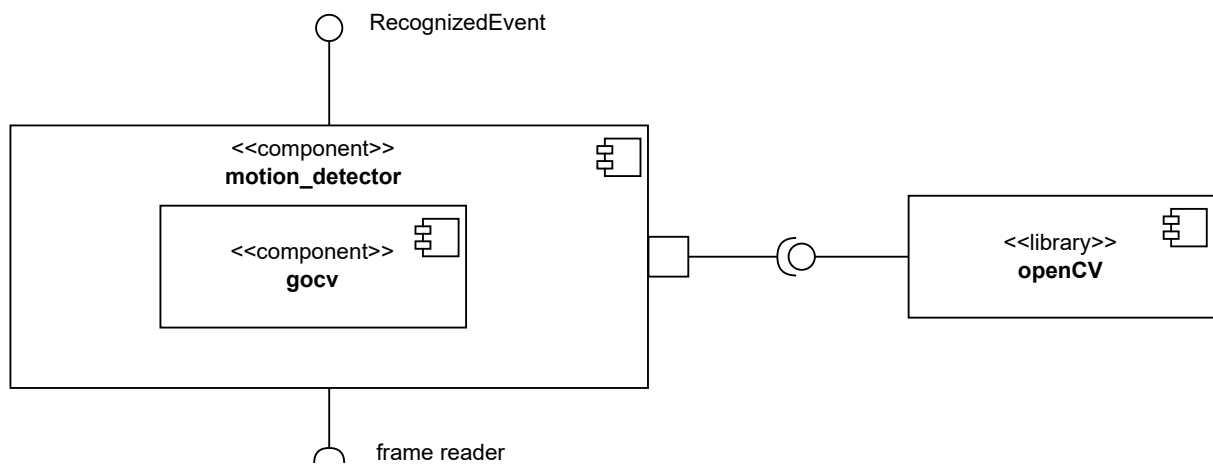 RecognizedEvent
<<component>>
motion_detector
<<component>>
gocv
<<library>>
openCV
frame reader